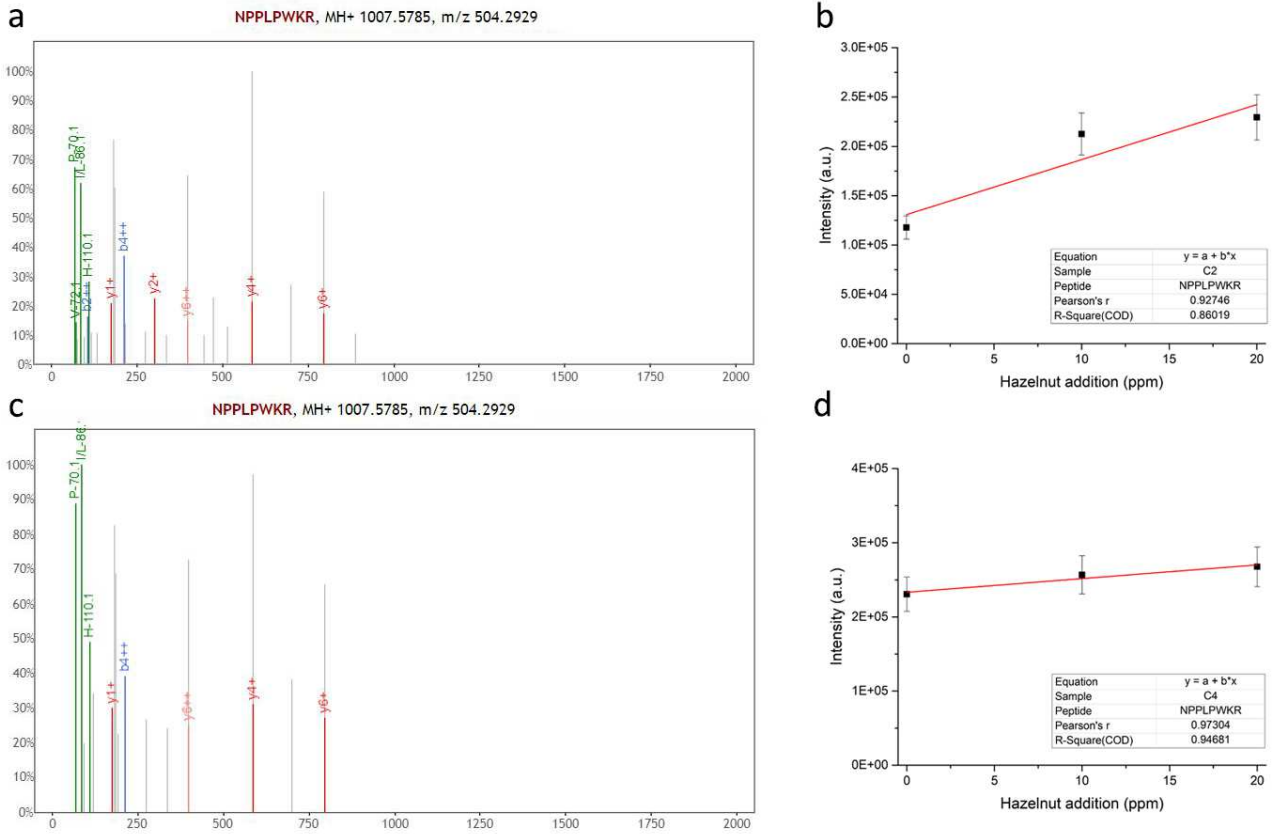 a
NPPLPWKR, MH+ 1007.5785, m/z 504.2929
100%
90%
80%
70%
60%
50%
40%
30%
20%
10%
0%
P-70.1
I/L-86.1
V-72.1
b2++
H-110.1
y1+
b4++
y2+
y6++
y4+
y6+
0 250 500 750 1000 1250 1500 1750 2000
b
3.0E+05
2.5E+05
2.0E+05
1.5E+05
1.0E+05
5.0E+04
0.0E+00
Intensity (a.u.)
Equation y = a + b*x
Sample C2
Peptide NPPLPWKR
Pearson's r 0.92746
R-Square(COD) 0.86019
0 5 10 15 20
Hazelnut addition (ppm)
c
NPPLPWKR, MH+ 1007.5785, m/z 504.2929
100%
90%
80%
70%
60%
50%
40%
30%
20%
10%
0%
P-70.1
I/L-86.
H-110.1
y1+
b4++
y6++
y4+
y6+
0 250 500 750 1000 1250 1500 1750 2000
d
4E+05
3E+05
2E+05
1E+05
0E+00
Intensity (a.u.)
Equation y = a + b*x
Sample C4
Peptide NPPLPWKR
Pearson's r 0.97304
R-Square(COD) 0.94681
0 5 10 15 20
Hazelnut addition (ppm)